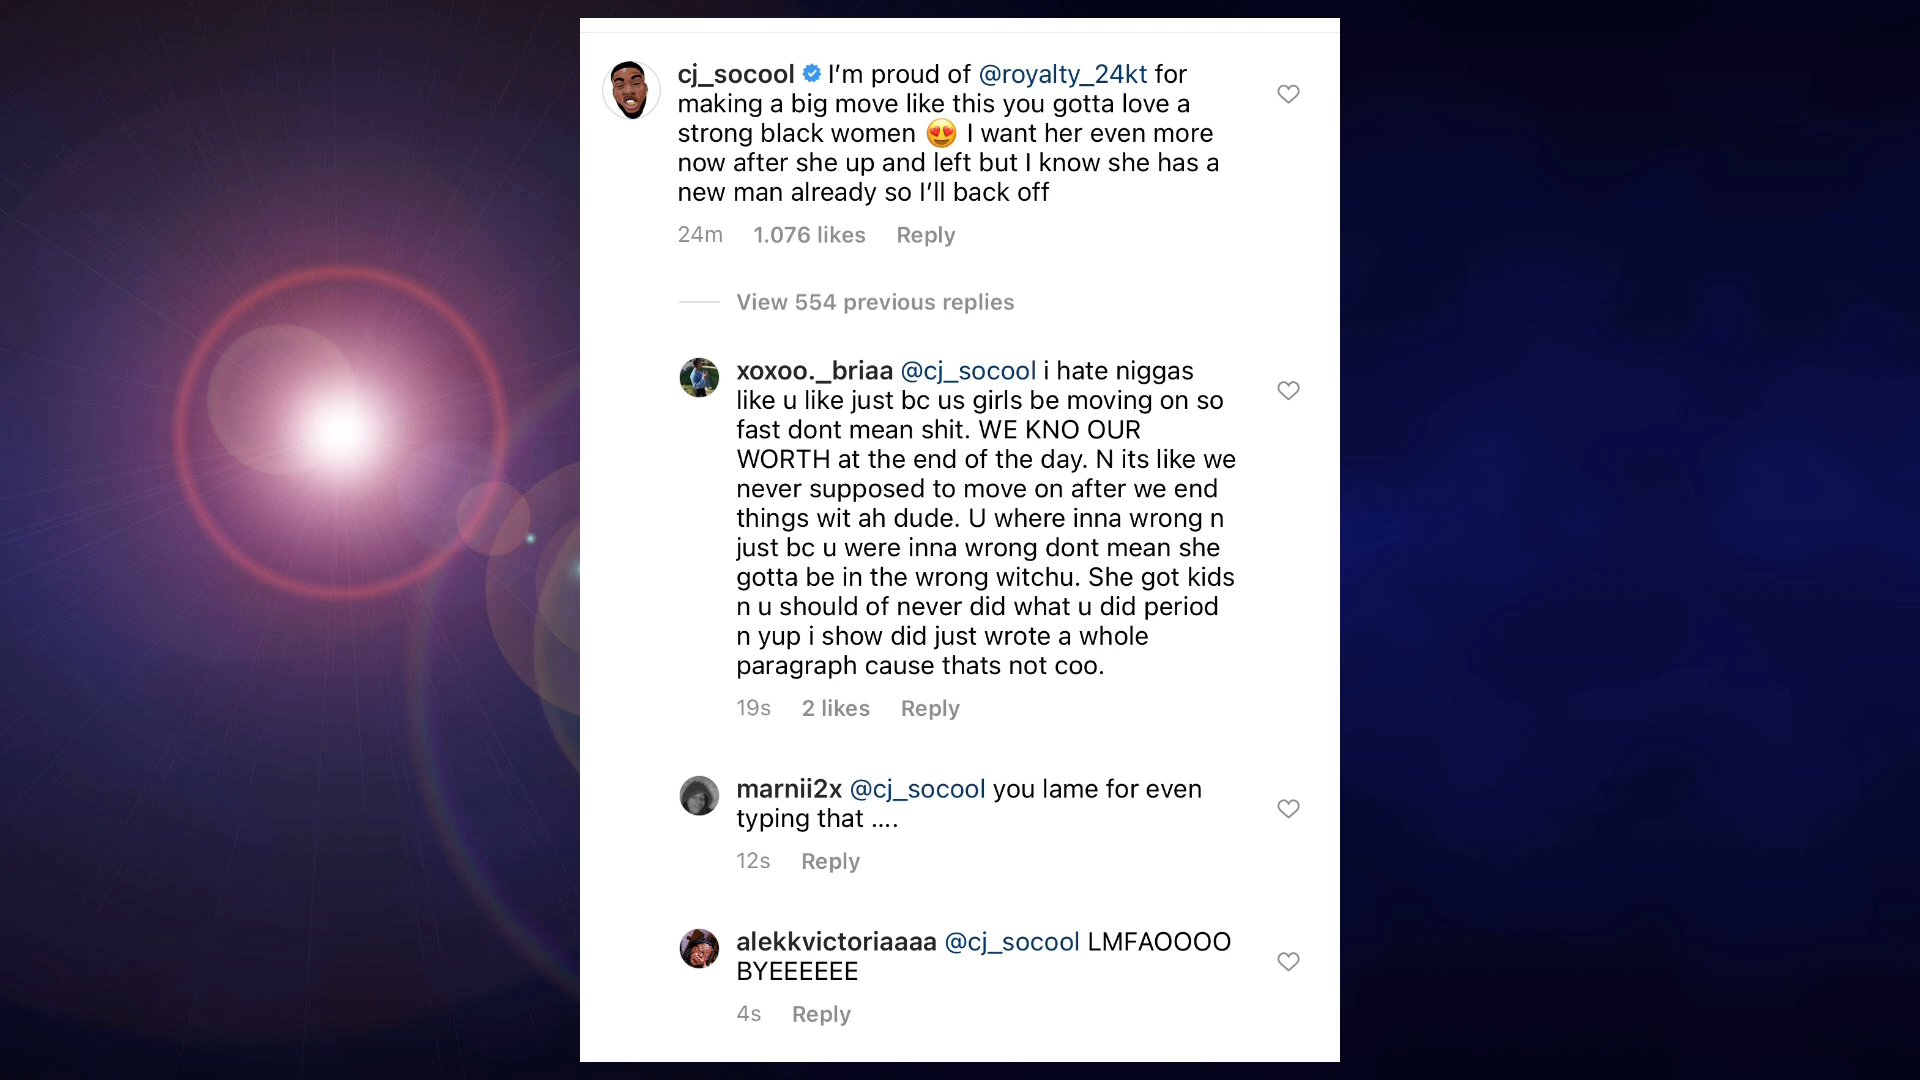 cj_socool I’m proud of @royalty_24kt for
making a big move like this you gotta love a
strong black women 😍 I want her even more
now after she up and left but I know she has a
new man already so I’ll back off
24m 1.076 likes Reply
View 554 previous replies
xoxoo._briaa @cj_socool i hate niggas
like u like just bc us girls be moving on so
fast dont mean shit. WE KNO OUR
WORTH at the end of the day. N its like we
never supposed to move on after we end
things wit ah dude. U where inna wrong n
just bc u were inna wrong dont mean she
gotta be in the wrong witchu. She got kids
n u should of never did what u did period
n yup i show did just wrote a whole
paragraph cause thats not coo.
19s 2 likes Reply
marnii2x @cj_socool you lame for even
typing that ....
12s Reply
alekkvictoriaaaa @cj_socool LMFAOOOO
BYEEEEEE
4s Reply